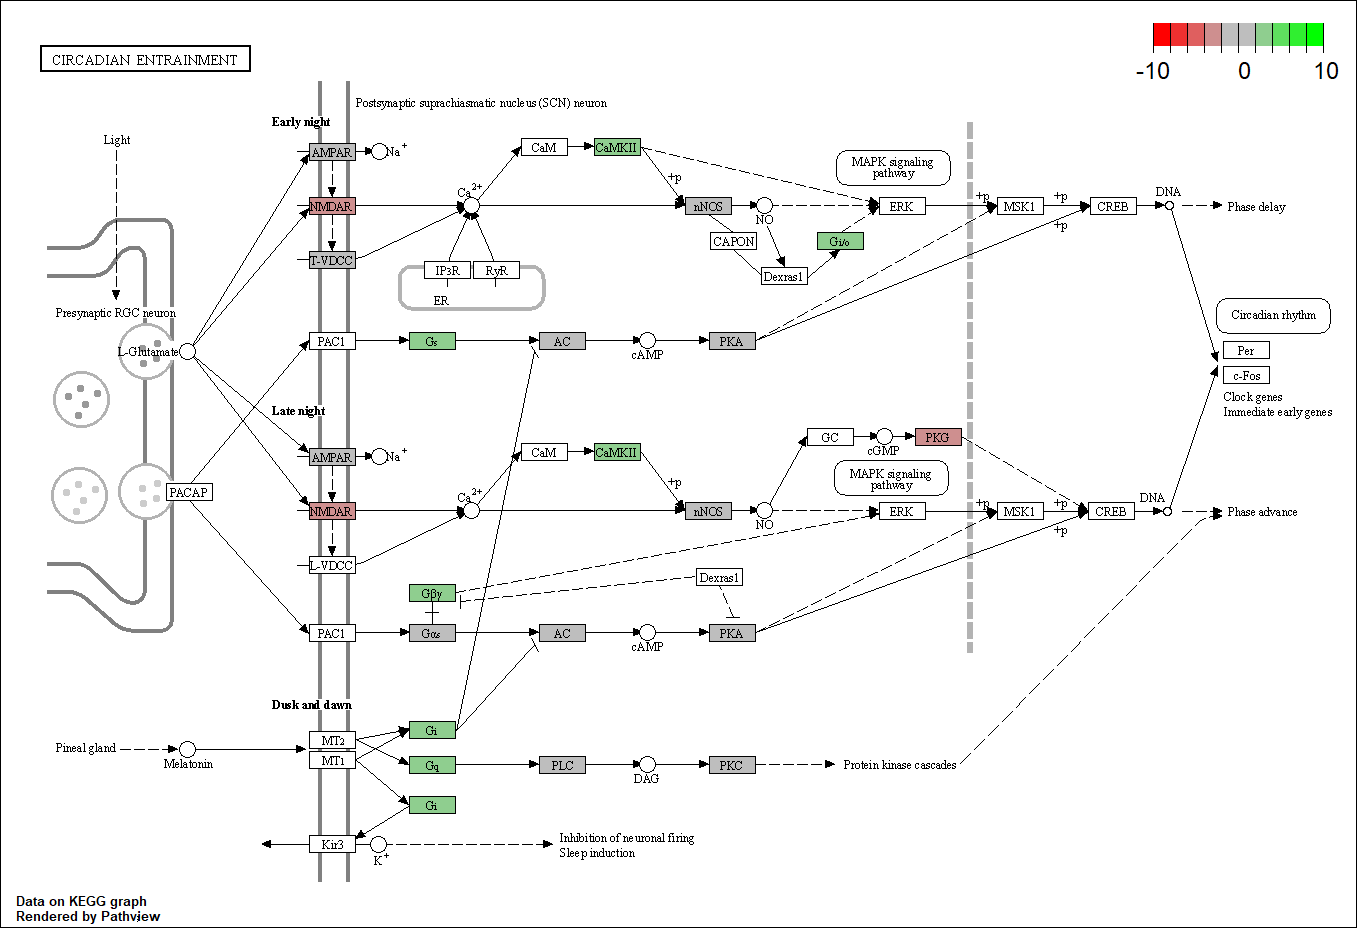 CIRCADIAN ENTRAINMENT
-10 0 10
Postsynaptic suprachiasmatic nucleus (SCN) neuron
Early night
Light
AMPAR
Na+
CaM
CaMKII
MAPK signaling
pathway
+p
NMDAR
Ca2+
nNOS
NO
ERK
+p
MSK1
+p
CREB
DNA
Phase delay
+p
CAPON
Gi/o
T-VDCC
IP3R
RyR
Dexras1
ER
Presynaptic RGC neuron
Circadian rhythm
L-Glutamate
PAC1
Gs
AC
cAMP
PKA
Per
c-Fos
Clock genes
Immediate early genes
Late night
AMPAR
Na+
CaM
CaMKII
GC
cGMP
PKG
MAPK signaling
pathway
+p
PACAP
NMDAR
Ca2+
nNOS
NO
ERK
+p
MSK1
+p
CREB
DNA
Phase advance
+p
L-VDCC
Gβγ
Dexras1
PAC1
Gαs
AC
cAMP
PKA
Dusk and dawn
Pineal gland
Melatonin
MT2
MT1
Gi
Gq
PLC
DAG
PKC
Protein kinase cascades
Gi
Kir3
K+
Inhibition of neuronal firing
Sleep induction
Data on KEGG graph
Rendered by Pathview